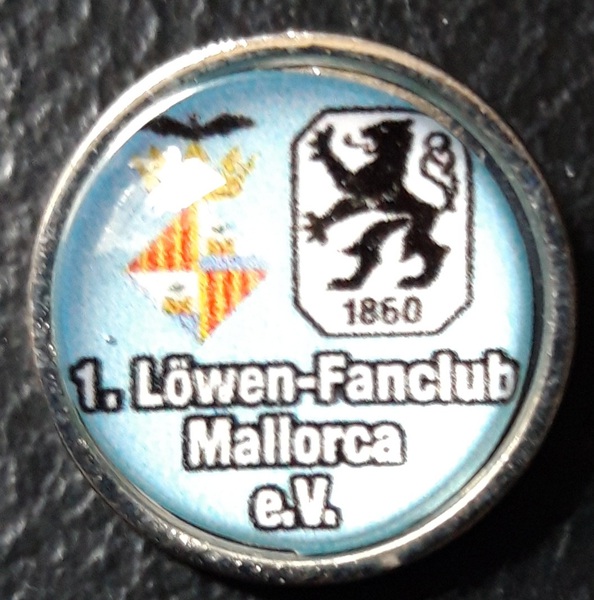 1860
1. Löwen-Fanclub
Mallorca
e.V.